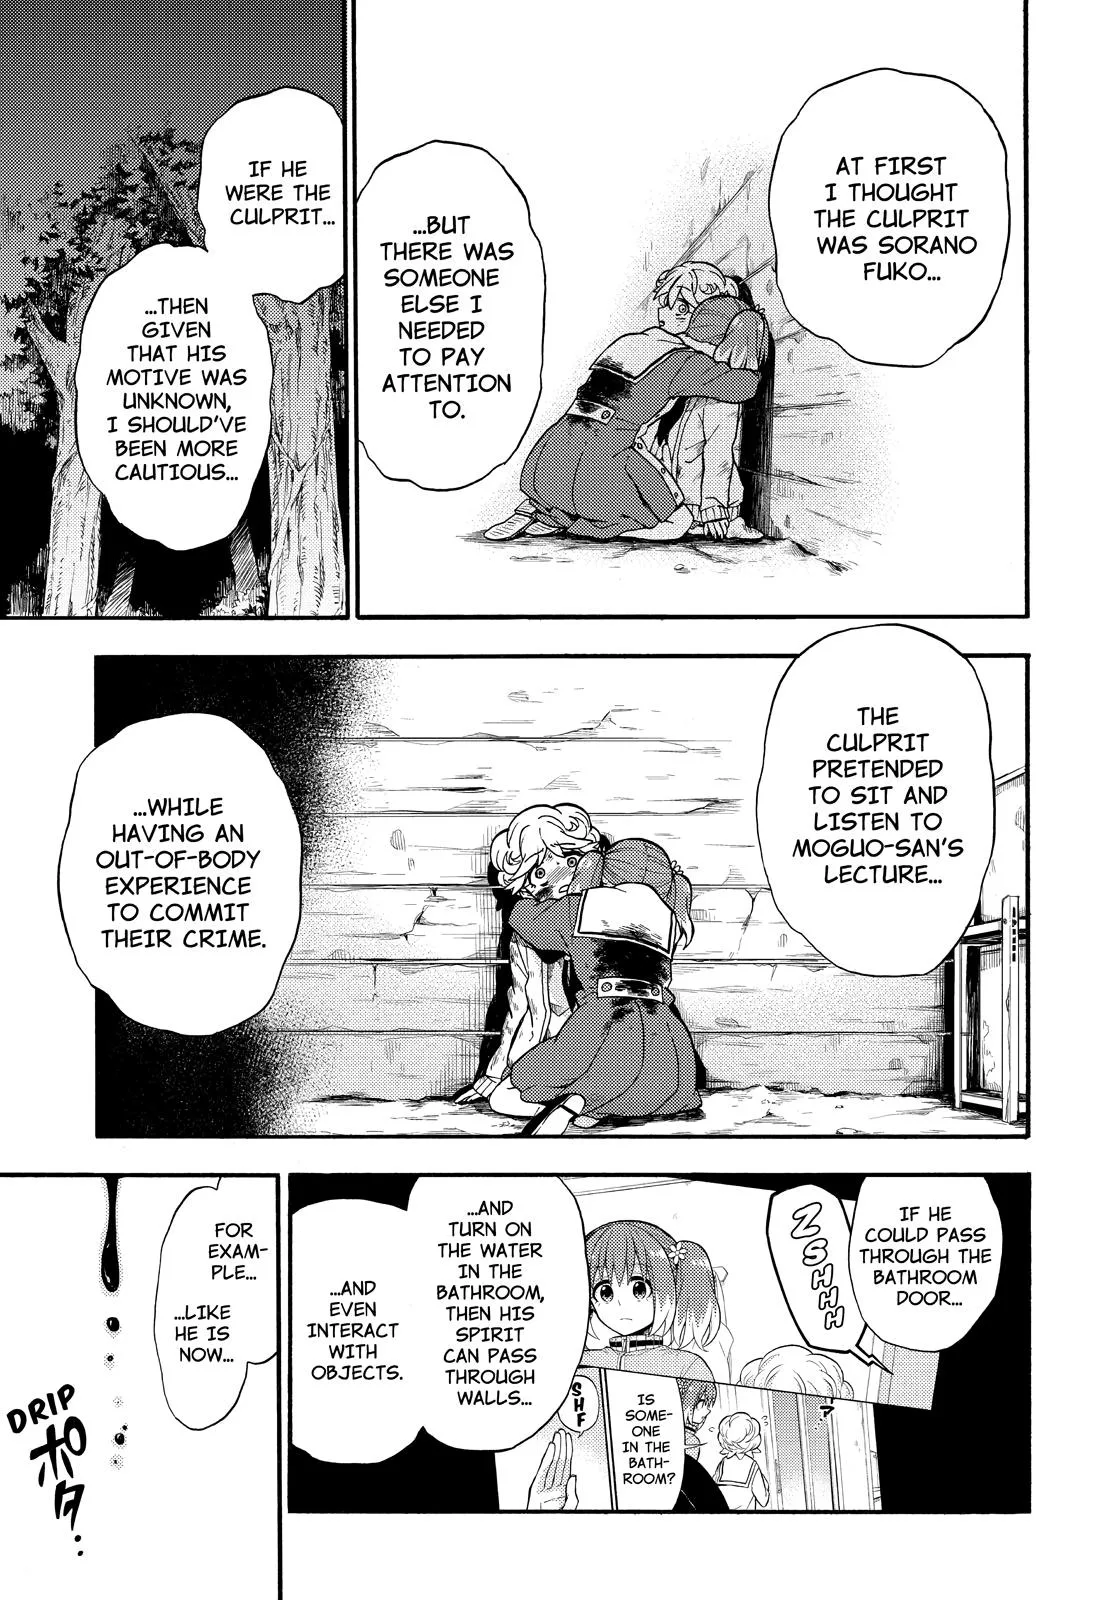 AT FIRST
I THOUGHT
THE CULPRIT
WAS SORANO
FUKO...
...BUT
THERE WAS
SOMEONE
ELSE I
NEEDED
TO PAY
ATTENTION
TO.
IF HE
WERE THE
CULPRIT...
...THEN
GIVEN
THAT HIS
MOTIVE WAS
UNKNOWN,
I SHOULD'VE
BEEN MORE
CAUTIOUS...
THE
CULPRIT
PRETENDED
TO SIT AND
LISTEN TO
MOGUO-SAN'S
LECTURE...
...WHILE
HAVING AN
OUT-OF-BODY
EXPERIENCE
TO COMMIT
THEIR CRIME.
IF HE
COULD PASS
THROUGH THE
BATHROOM
DOOR...
ZSHHH
?
IS
SOME-
ONE
IN THE
BATH-
ROOM?
SHF
...AND
TURN ON
THE WATER
IN THE
BATHROOM,
THEN HIS
SPIRIT
CAN PASS
THROUGH
WALLS...
...AND
EVEN
INTERACT
WITH
OBJECTS.
FOR
EXAM-
PLE...
...LIKE
HE IS
NOW...
DRIP
ポタ..